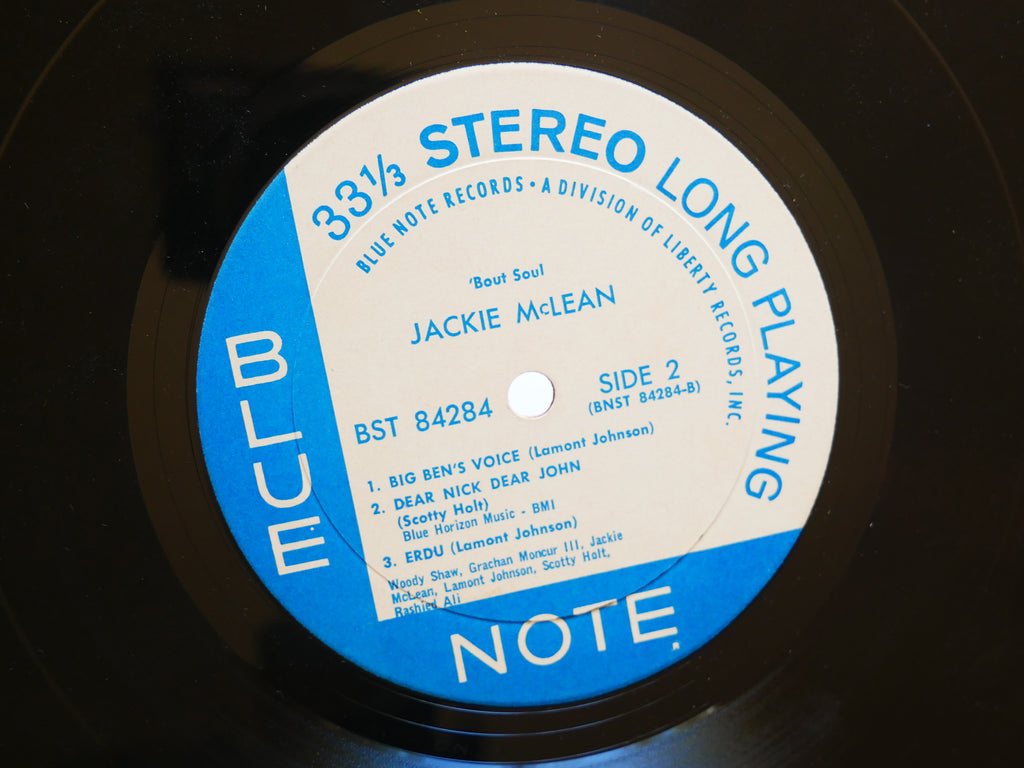 33⅓ STEREO LONG PLAYING
BLUE NOTE RECORDS • A DIVISION OF LIBERTY RECORDS, INC.
'Bout Soul
JACKIE McLEAN
BST 84284
SIDE 2
(BNST 84284-B)
1. BIG BEN'S VOICE (Lamont Johnson)
2. DEAR NICK DEAR JOHN
(Scotty Holt)
Blue Horizon Music - BMI
3. ERDU (Lamont Johnson)
Woody Shaw, Grachan Moncur III, Jackie
McLean, Lamont Johnson, Scotty Holt,
Rashied Ali
BLUE
NOTE